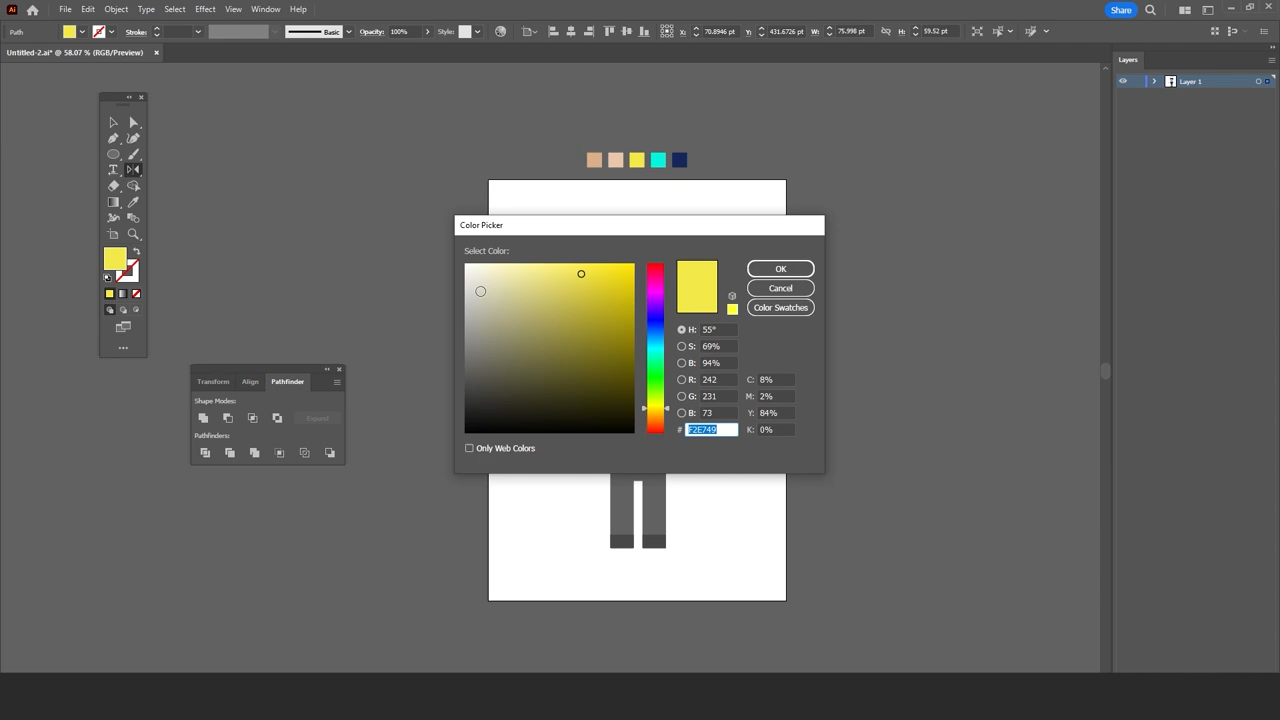 Ai File Edit Object Type Select Effect View Window Help Share
Path Stroke: Basic Opacity: 100% Style: X: 70.8946 pt Y: 431.6726 pt W: 75.998 pt H: 59.52 pt
Untitled-2.ai* @ 58.07 % (RGB/Preview)
Layers
Layer 1
Color Picker
Select Color:
OK
Cancel
Color Swatches
H: 55°
S: 69%
B: 94%
R: 242 C: 8%
G: 231 M: 2%
B: 73 Y: 84%
# F2E749 K: 0%
Only Web Colors
Transform Align Pathfinder
Shape Modes:
Expand
Pathfinders: